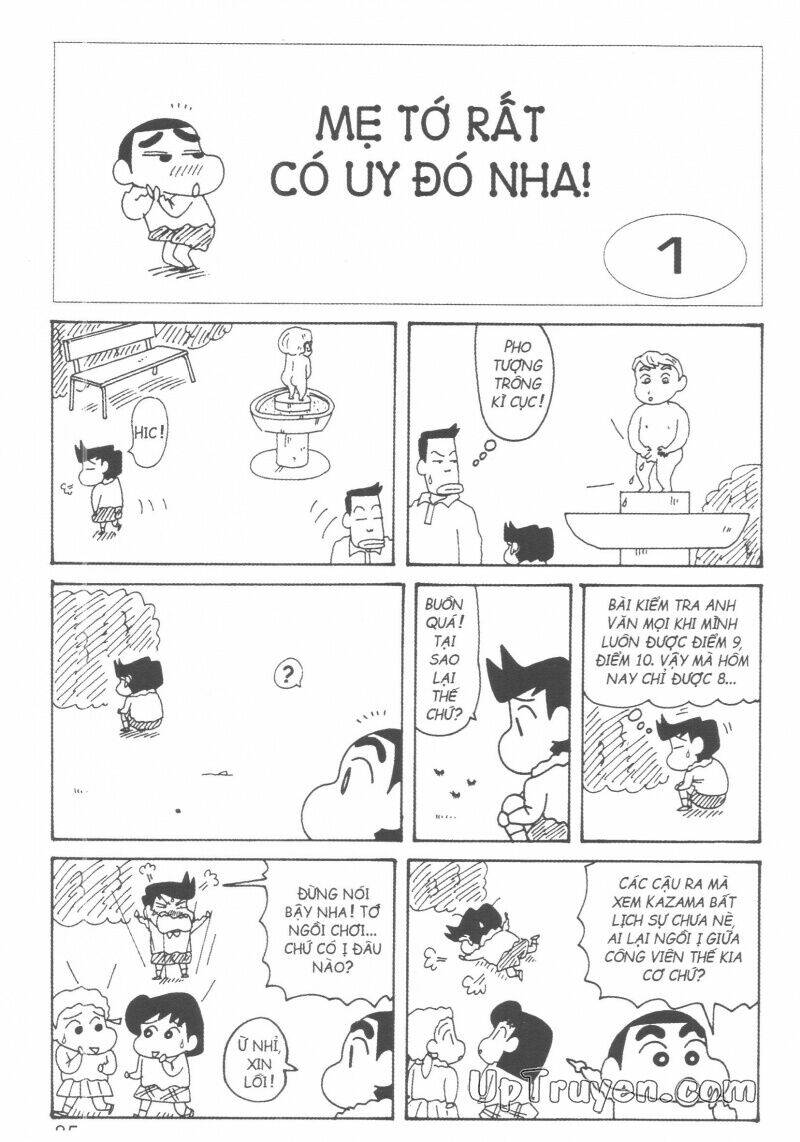 MẸ TỚ RẤT
CÓ UY ĐÓ NHA!
1
HIC!
PHO
TƯỢNG
TRÔNG
KÌ CỤC!
?
BUỒN
QUÁ!
TẠI
SAO
LẠI
THẾ
CHỨ?
BÀI KIỂM TRA ANH
VĂN MỌI KHI MÌNH
LUÔN ĐƯỢC ĐIỂM 9,
ĐIỂM 10. VẬY MÀ HÔM
NAY CHỈ ĐƯỢC 8...
ĐỪNG NÓI
BẬY NHA! TỚ
NGỒI CHƠI...
CHỨ CÓ Ị ĐÂU
NÀO?
Ừ NHỈ,
XIN
LỖI!
CÁC CẬU RA MÀ
XEM KAZAMA BẤT
LỊCH SỰ CHƯA NÈ,
AI LẠI NGỒI Ị GIỮA
CÔNG VIÊN THẾ KIA
CƠ CHỨ?
UpTruyen.com